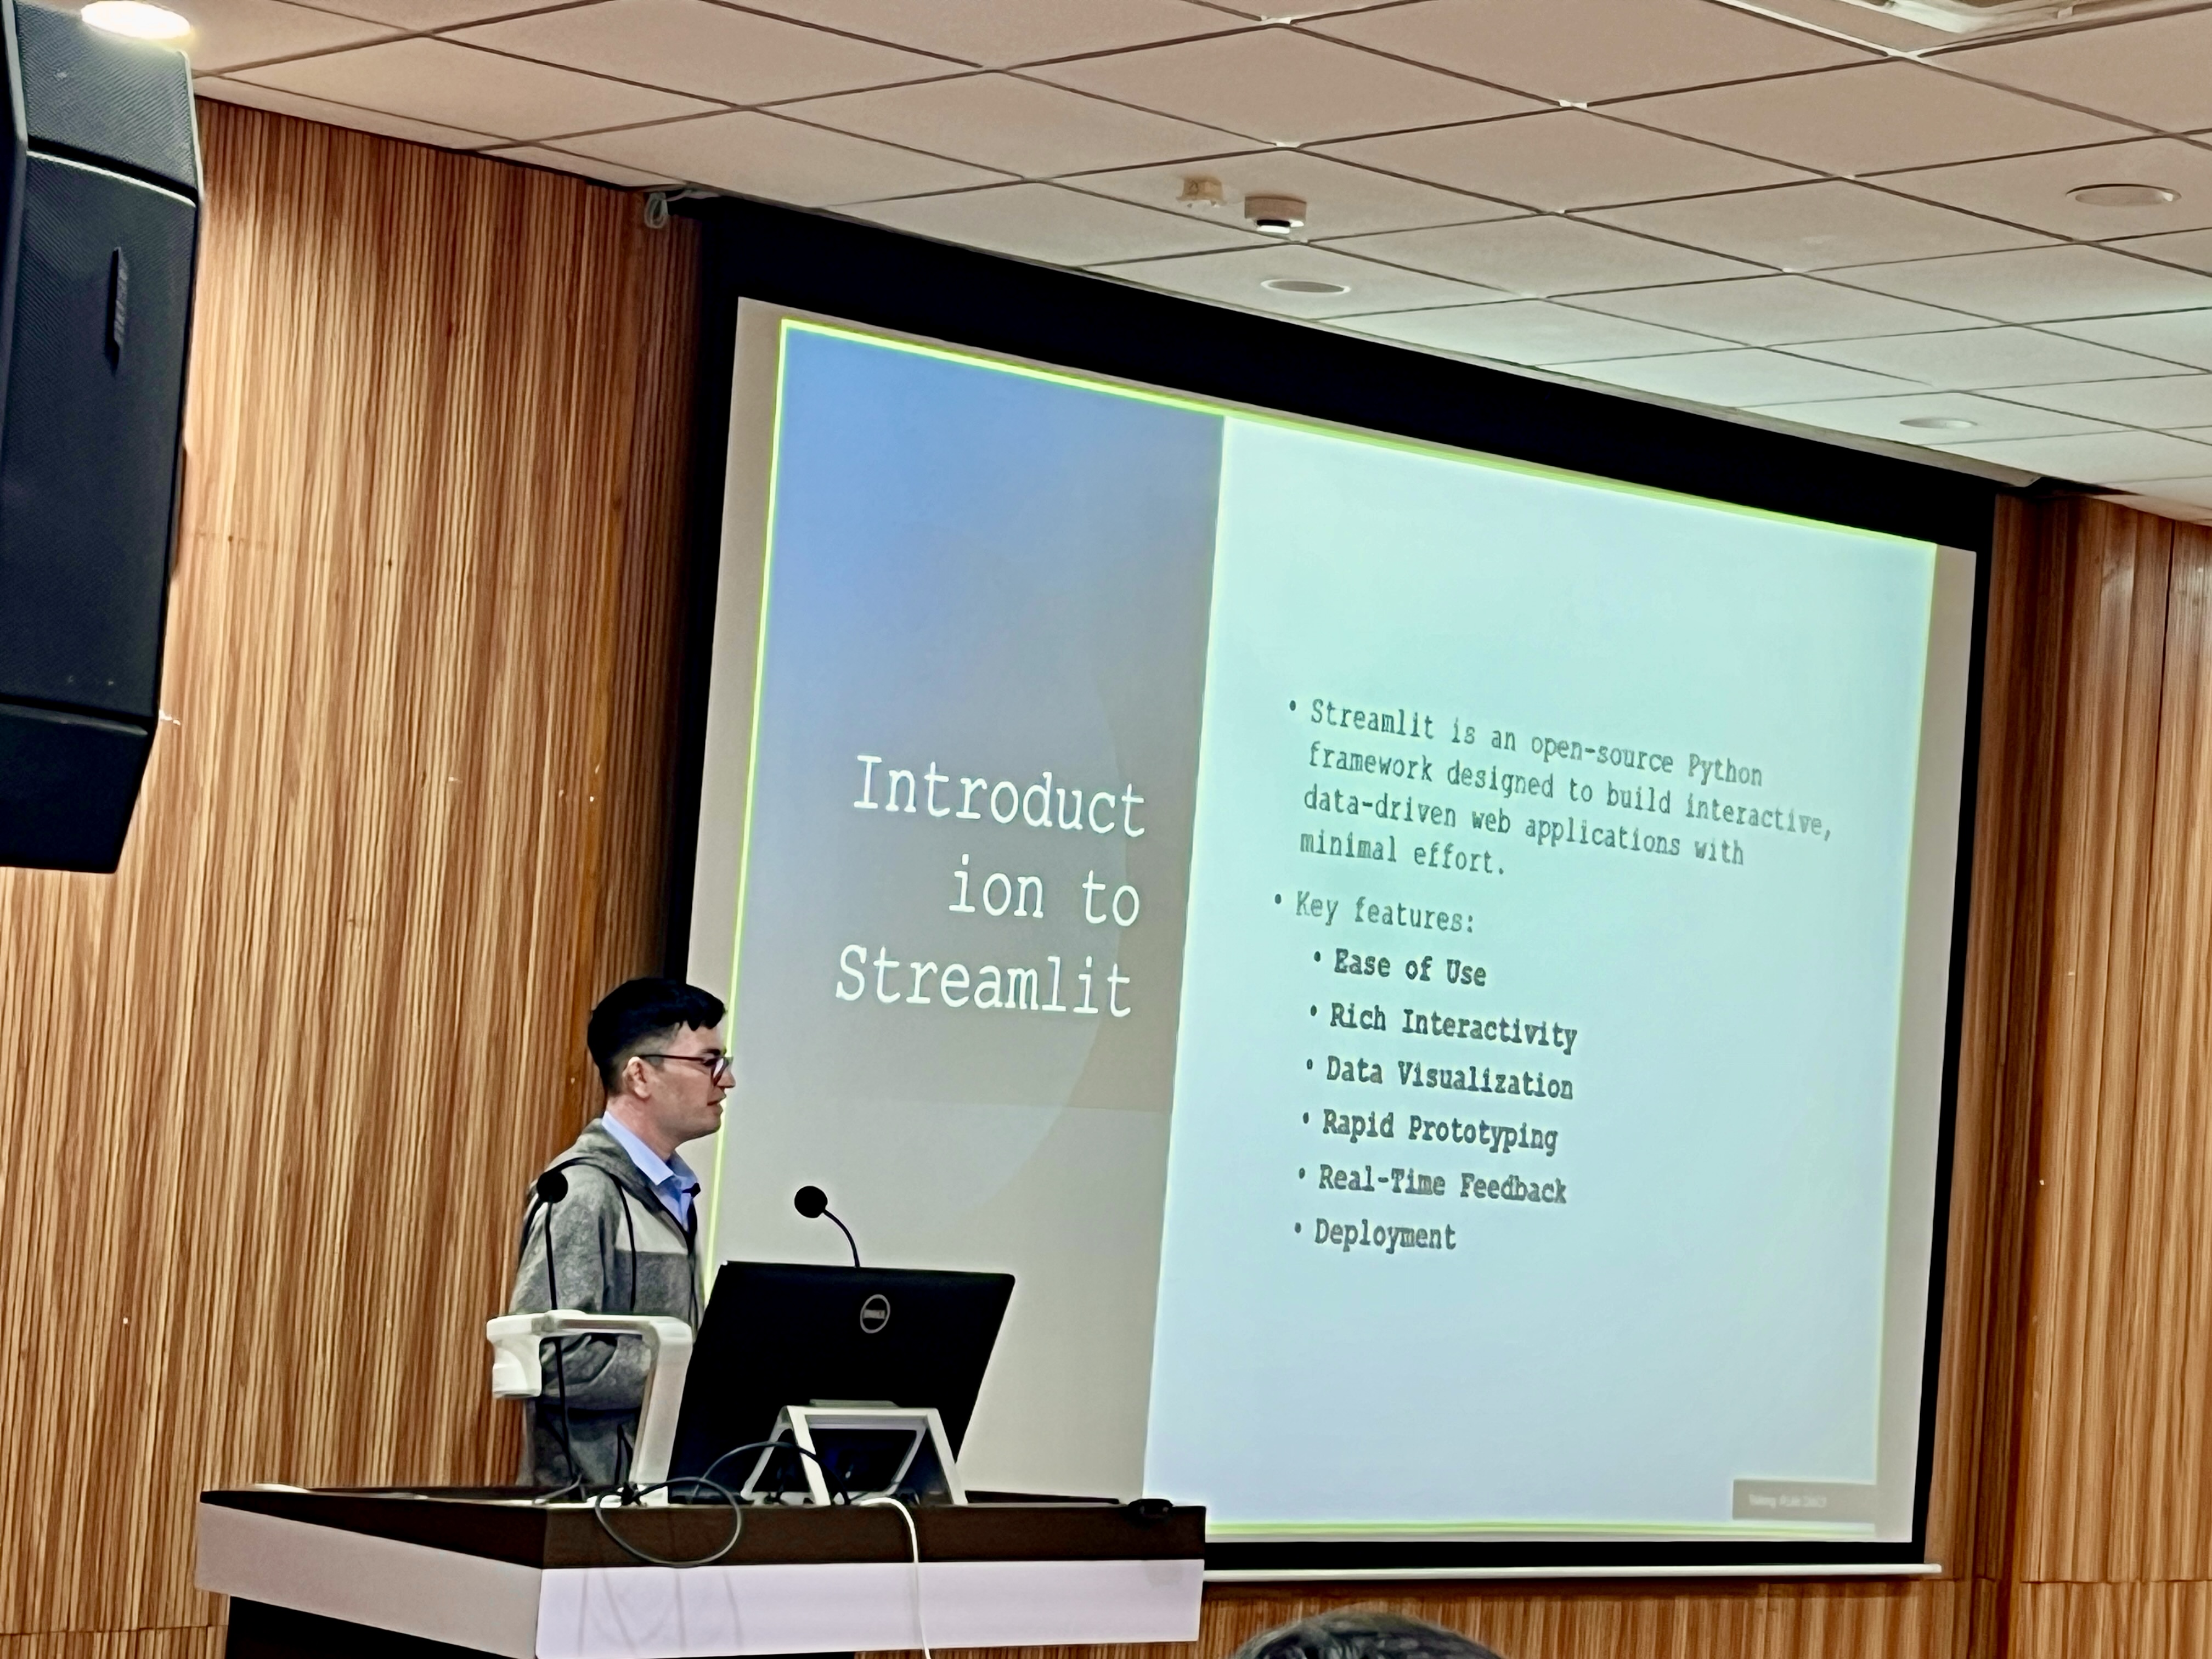 Introduct
ion to
Streamlit
• Streamlit is an open-source Python
framework designed to build interactive,
data-driven web applications with
minimal effort.
• Key features:
• Ease of Use
• Rich Interactivity
• Data Visualization
• Rapid Prototyping
• Real-Time Feedback
• Deployment
DELL